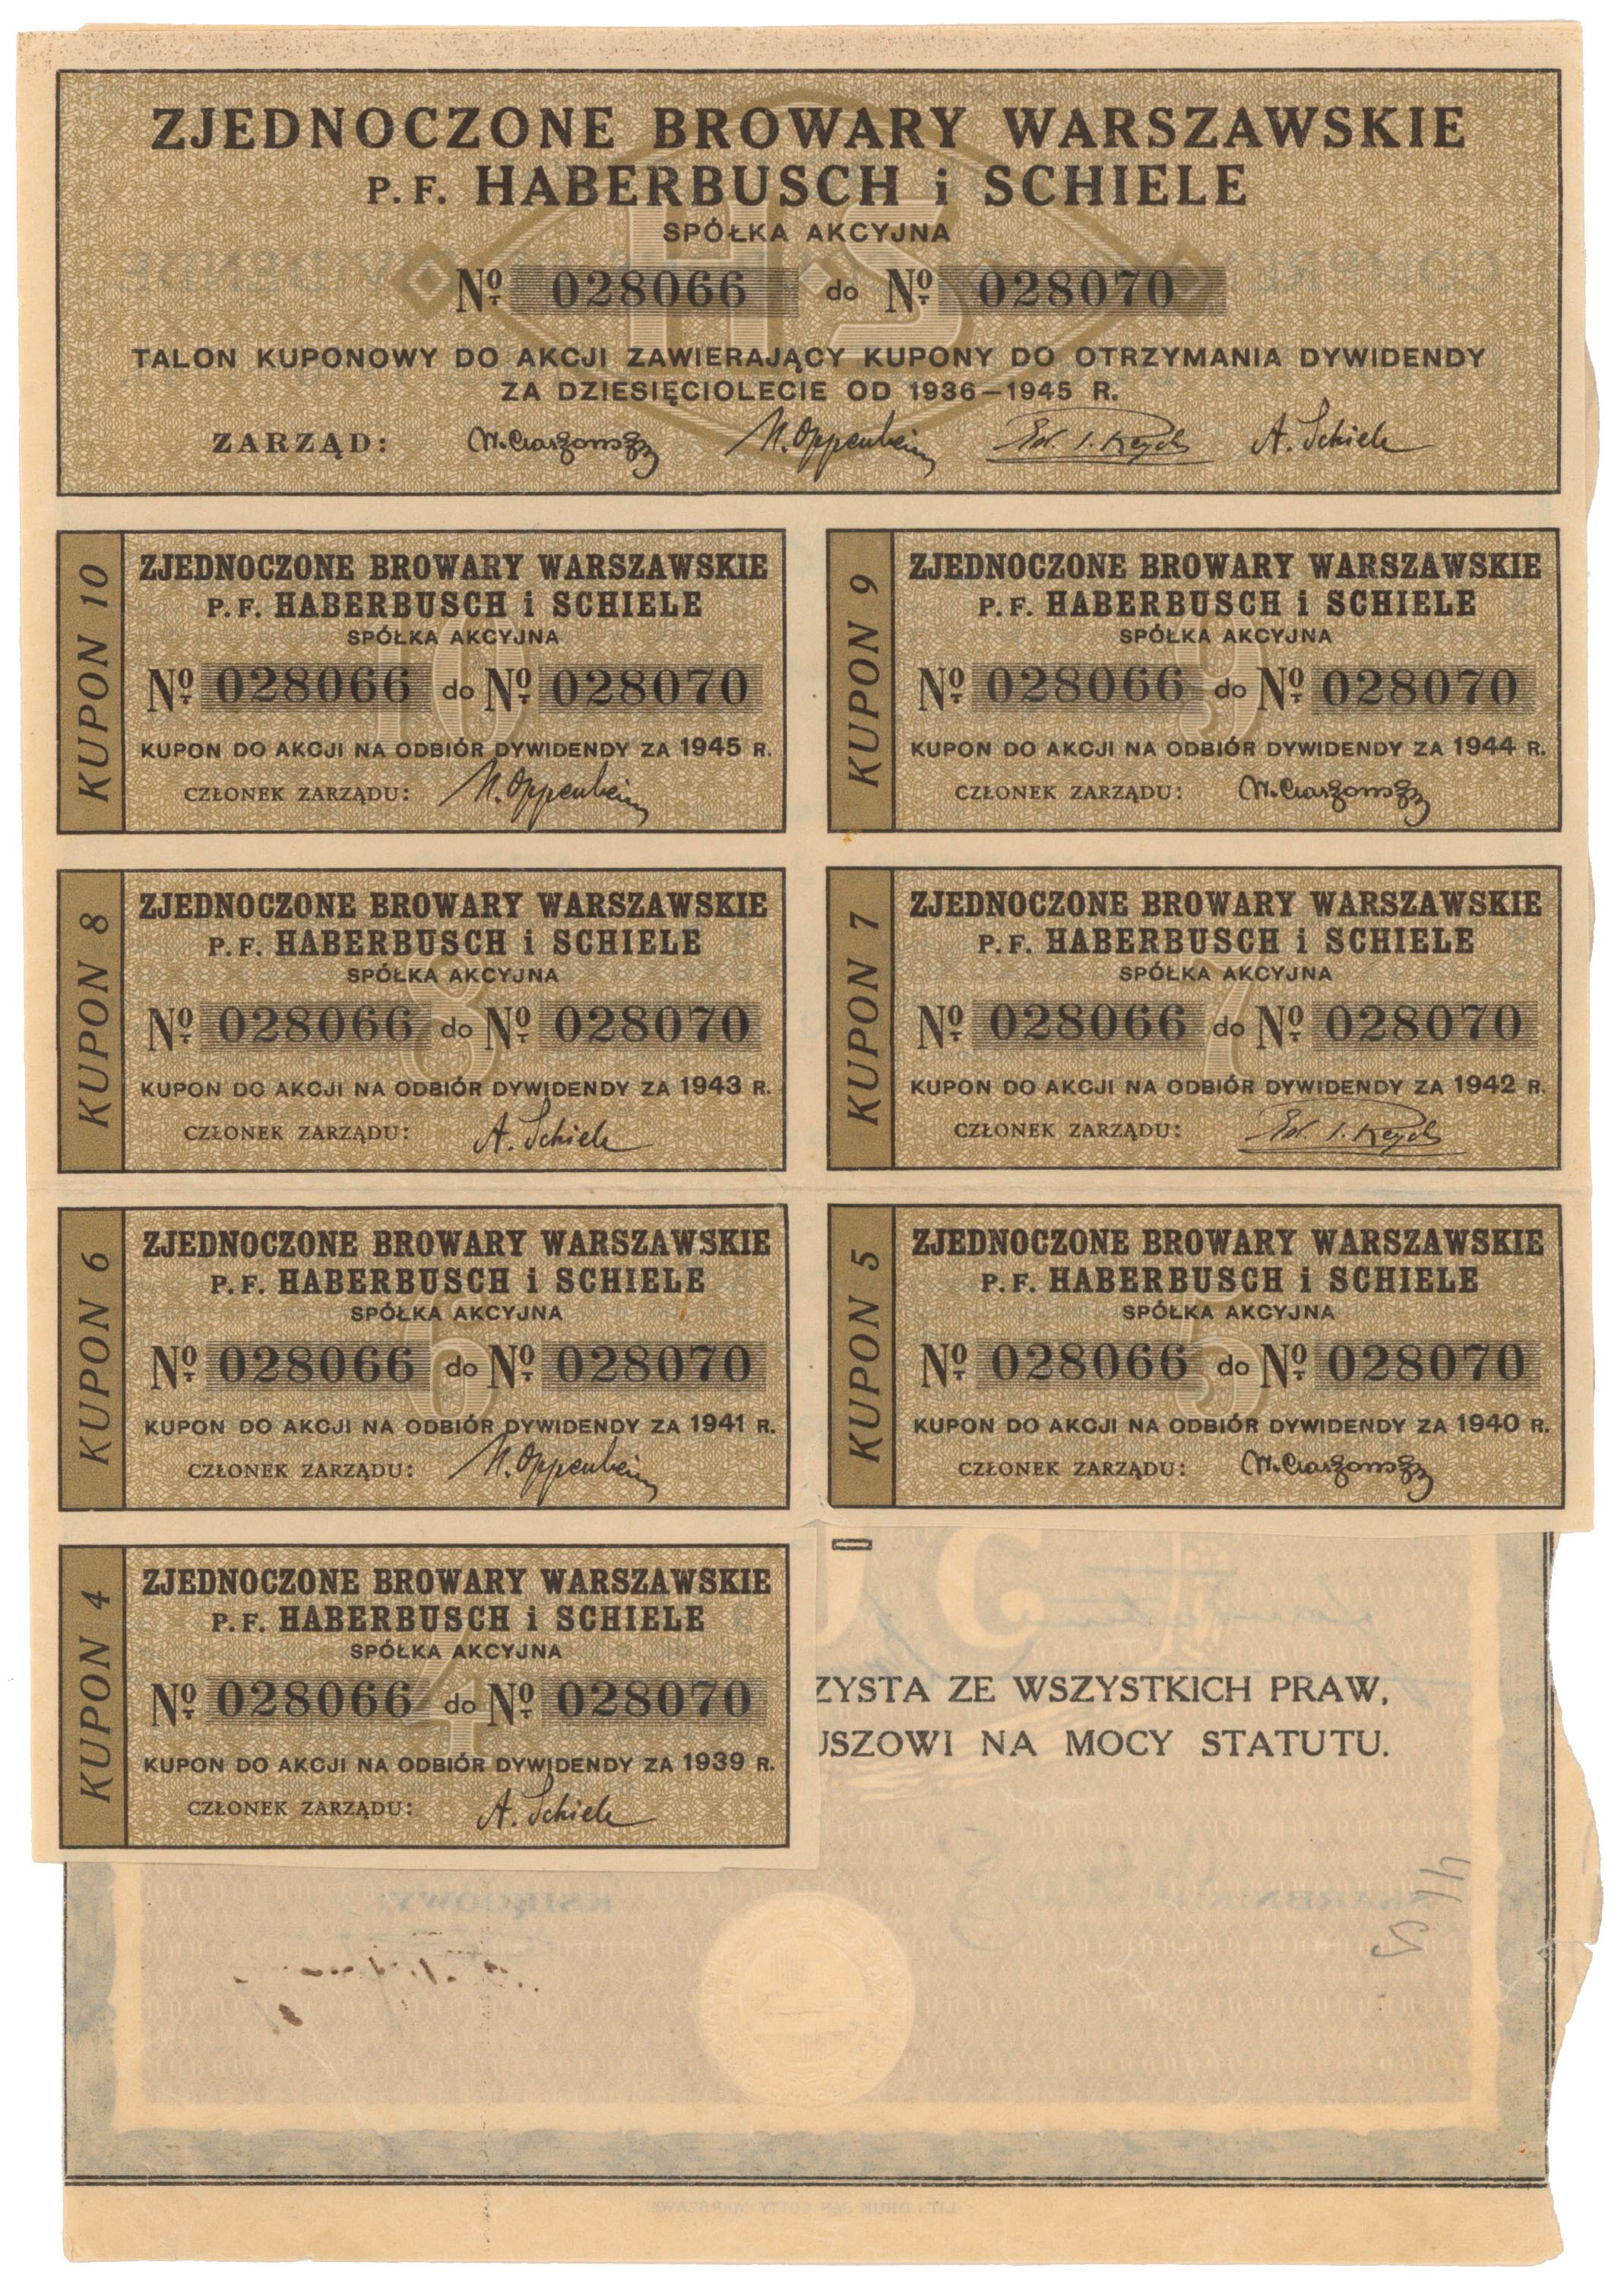 ZJEDNOCZONE BROWARY WARSZAWSKIE
P. F. HABERBUSCH i SCHIELE
SPÓŁKA AKCYJNA
Nº 028066 do Nº 028070
TALON KUPONOWY DO AKCJI ZAWIERAJĄCY KUPONY DO OTRZYMANIA DYWIDENDY
ZA DZIESIĘCIOLECIE OD 1936–1945 R.
ZARZĄD: M. Oppenheim A. Schiele
KUPON 10
ZJEDNOCZONE BROWARY WARSZAWSKIE
P. F. HABERBUSCH i SCHIELE
SPÓŁKA AKCYJNA
Nº 028066 do Nº 028070
KUPON DO AKCJI NA ODBIÓR DYWIDENDY ZA 1945 R.
CZŁONEK ZARZĄDU: M. Oppenheim
KUPON 9
ZJEDNOCZONE BROWARY WARSZAWSKIE
P. F. HABERBUSCH i SCHIELE
SPÓŁKA AKCYJNA
Nº 028066 do Nº 028070
KUPON DO AKCJI NA ODBIÓR DYWIDENDY ZA 1944 R.
CZŁONEK ZARZĄDU:
KUPON 8
ZJEDNOCZONE BROWARY WARSZAWSKIE
P. F. HABERBUSCH i SCHIELE
SPÓŁKA AKCYJNA
Nº 028066 do Nº 028070
KUPON DO AKCJI NA ODBIÓR DYWIDENDY ZA 1943 R.
CZŁONEK ZARZĄDU: A. Schiele
KUPON 7
ZJEDNOCZONE BROWARY WARSZAWSKIE
P. F. HABERBUSCH i SCHIELE
SPÓŁKA AKCYJNA
Nº 028066 do Nº 028070
KUPON DO AKCJI NA ODBIÓR DYWIDENDY ZA 1942 R.
CZŁONEK ZARZĄDU:
KUPON 6
ZJEDNOCZONE BROWARY WARSZAWSKIE
P. F. HABERBUSCH i SCHIELE
SPÓŁKA AKCYJNA
Nº 028066 do Nº 028070
KUPON DO AKCJI NA ODBIÓR DYWIDENDY ZA 1941 R.
CZŁONEK ZARZĄDU: M. Oppenheim
KUPON 5
ZJEDNOCZONE BROWARY WARSZAWSKIE
P. F. HABERBUSCH i SCHIELE
SPÓŁKA AKCYJNA
Nº 028066 do Nº 028070
KUPON DO AKCJI NA ODBIÓR DYWIDENDY ZA 1940 R.
CZŁONEK ZARZĄDU:
KUPON 4
ZJEDNOCZONE BROWARY WARSZAWSKIE
P. F. HABERBUSCH i SCHIELE
SPÓŁKA AKCYJNA
Nº 028066 do Nº 028070
KUPON DO AKCJI NA ODBIÓR DYWIDENDY ZA 1939 R.
CZŁONEK ZARZĄDU: A. Schiele
ZYSTA ZE WSZYSTKICH PRAW,
USZOWI NA MOCY STATUTU.